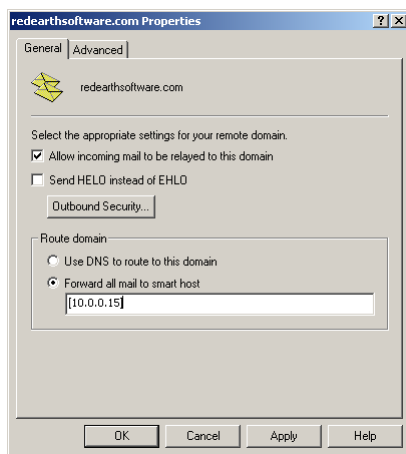 redearthsoftware.com Properties
General
Advanced
redearthsoftware.com
Select the appropriate settings for your remote domain.
Allow incoming mail to be relayed to this domain
Send HELO instead of EHLO
Outbound Security...
Route domain
Use DNS to route to this domain
Forward all mail to smart host
[10.0.0.15]
OK
Cancel
Apply
Help